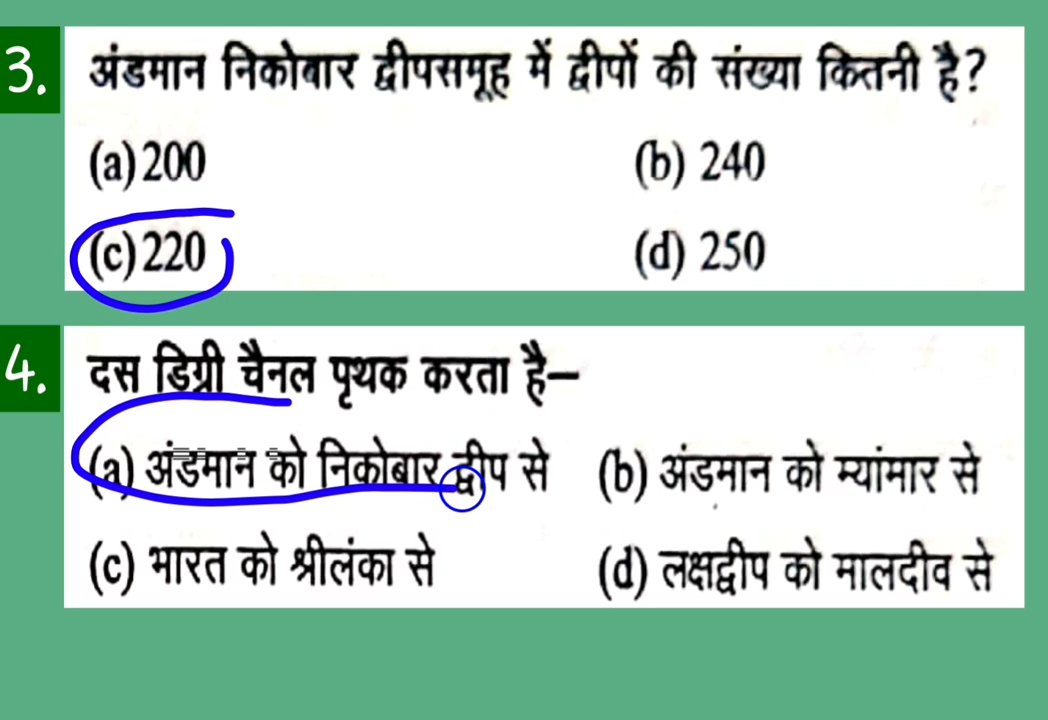 3. अंडमान निकोबार द्वीपसमूह में द्वीपों की संख्या कितनी है?
(a) 200 (b) 240
(c) 220 (d) 250
4. दस डिग्री चैनल पृथक करता है–
(a) अंडमान को निकोबार द्वीप से (b) अंडमान को म्यांमार से
(c) भारत को श्रीलंका से (d) लक्षद्वीप को मालदीव से